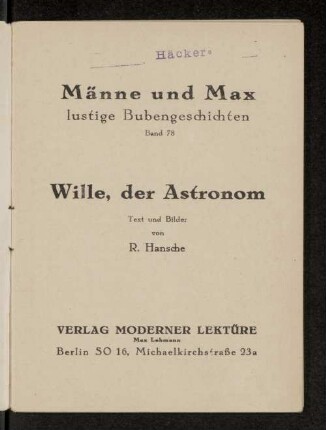 Häcker.
Männe und Max
lustige Bubengeschichten
Band 78
Wille, der Astronom
Text und Bilder
von
R. Hansche
VERLAG MODERNER LEKTÜRE
Max Lehmann
Berlin SO 16, Michaelkirchstraße 23a